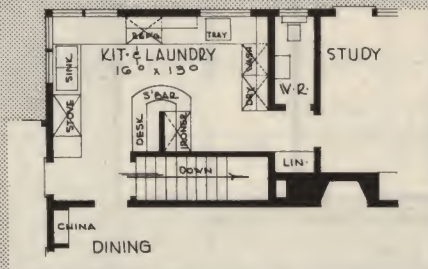 REFG.
TRAY
KIT. & LAUNDRY
16⁰ x 13⁰
SINK
WASH
DRY
STUDY
W.R.
STOVE
S'BAR
DESK
IRONER
LIN.
DOWN
CHINA
DINING